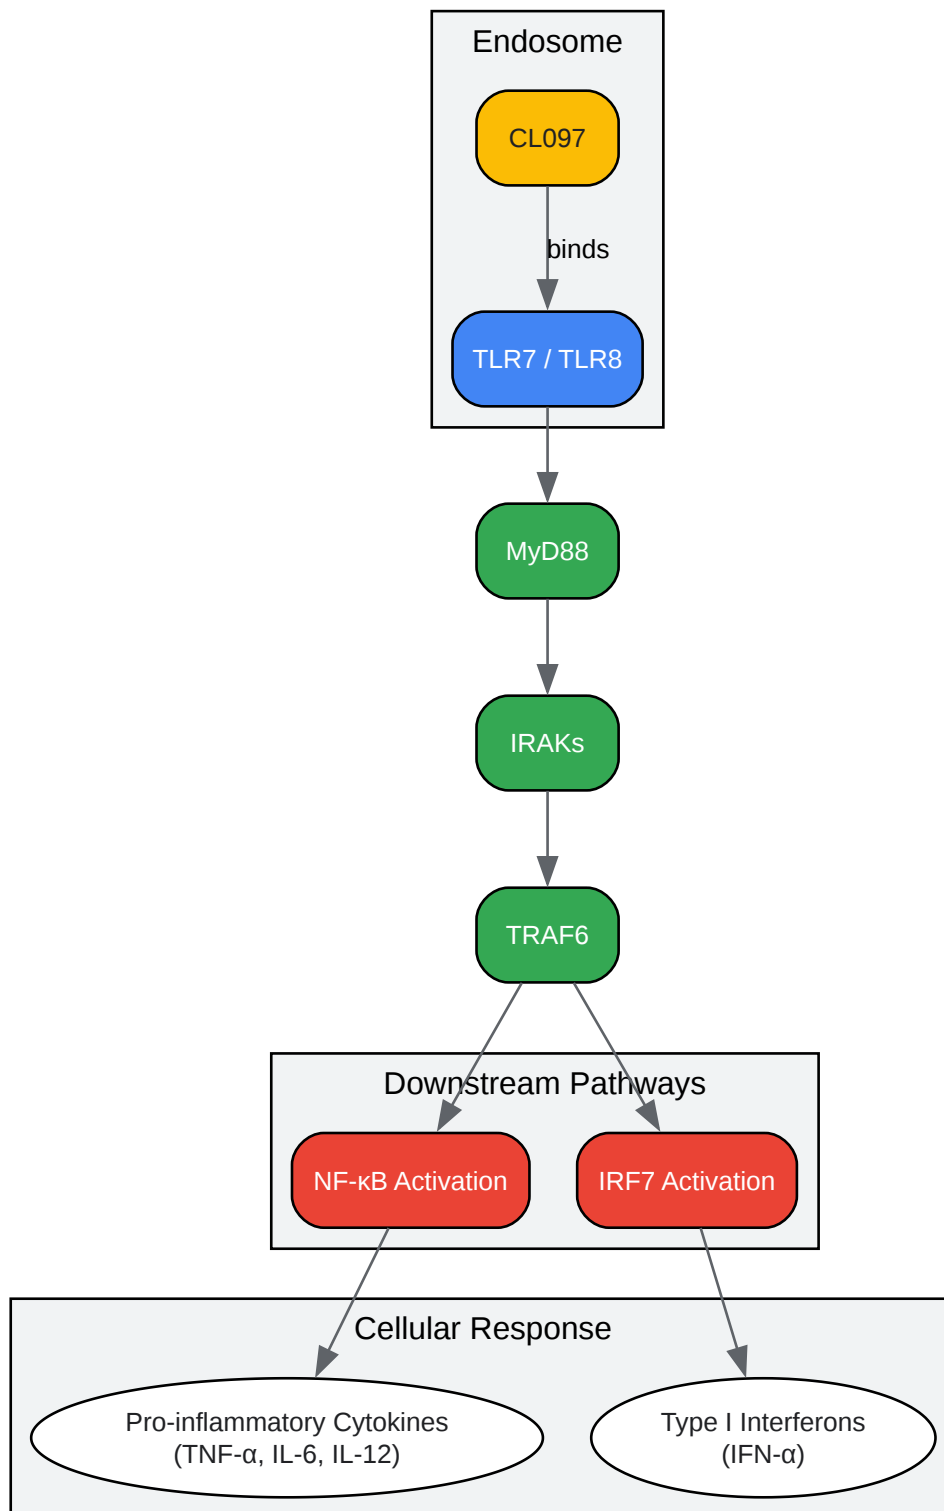 Endosome
CL097
binds
TLR7 / TLR8
MyD88
IRAKs
TRAF6
Downstream Pathways
NF-κB Activation
IRF7 Activation
Cellular Response
Pro-inflammatory Cytokines
(TNF-α, IL-6, IL-12)
Type I Interferons
(IFN-α)